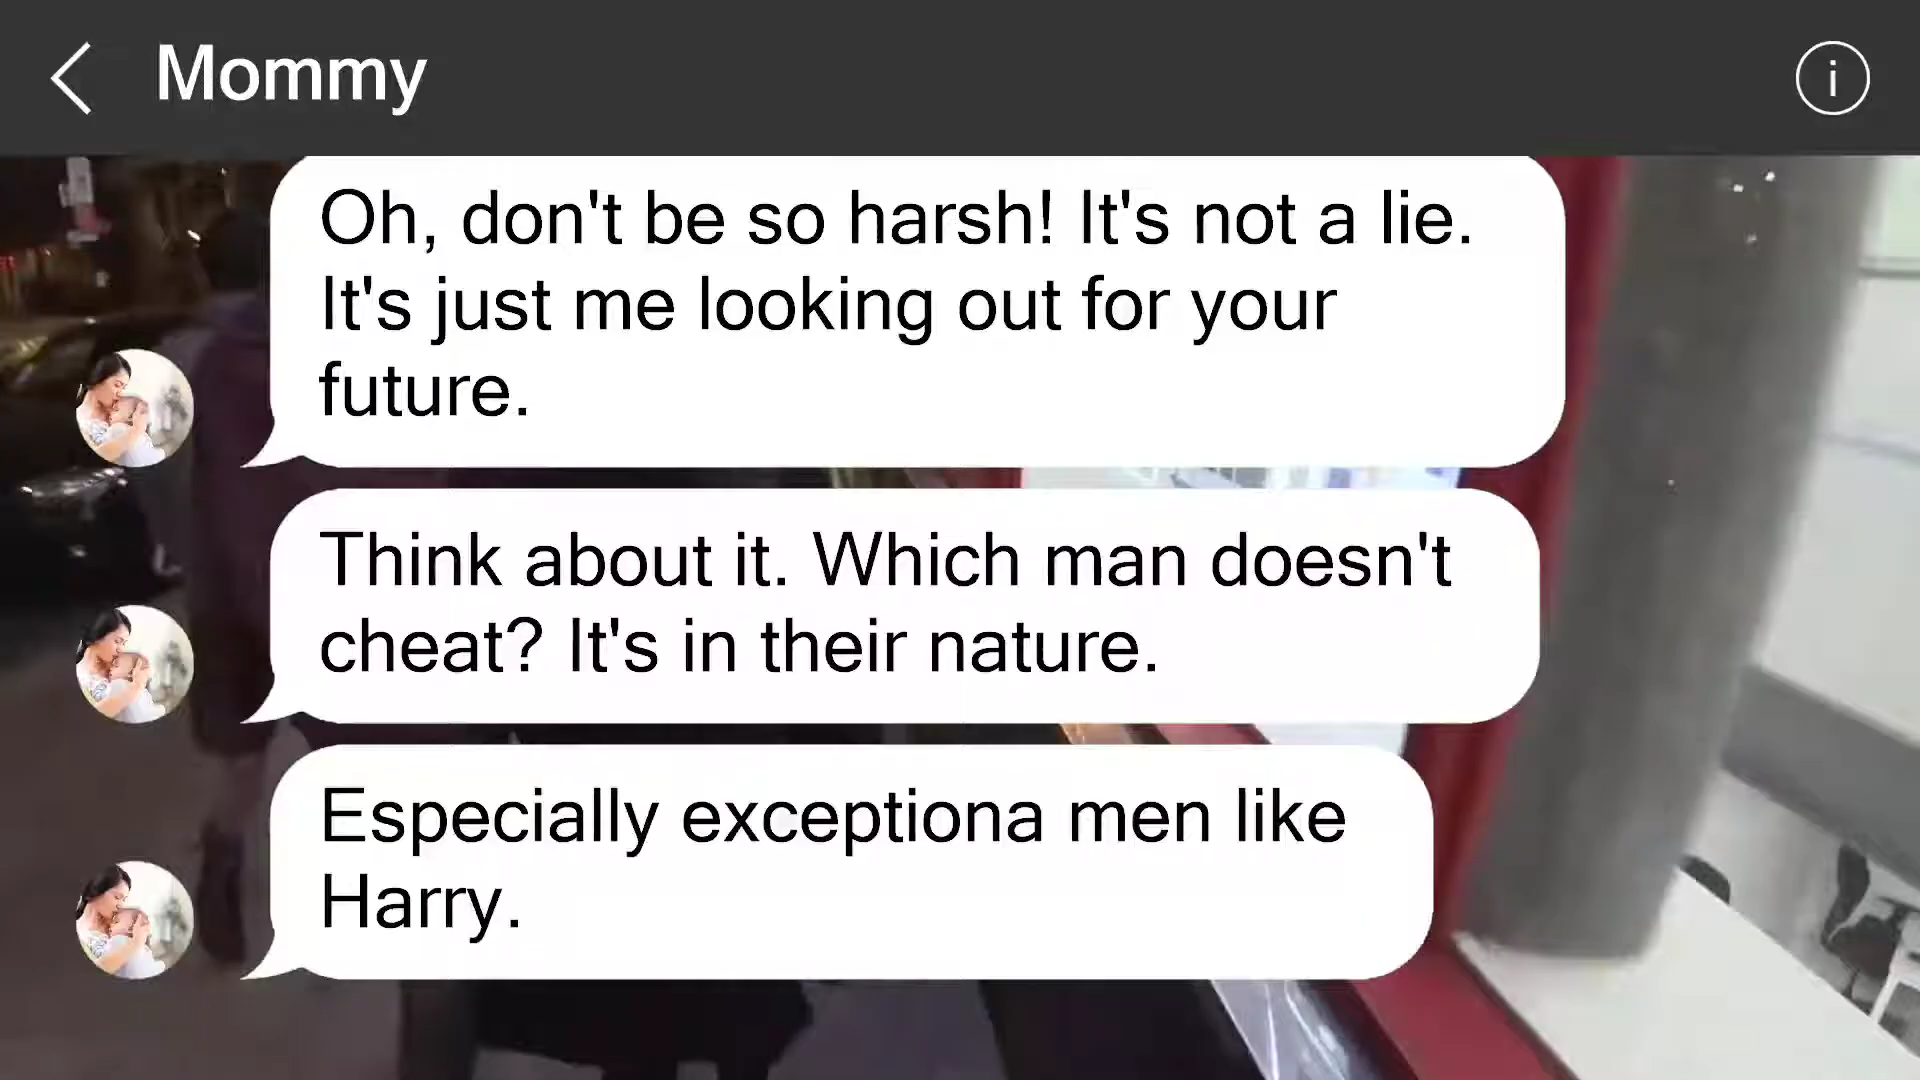 Mommy
Oh, don't be so harsh! It's not a lie.
It's just me looking out for your
future.
Think about it. Which man doesn't
cheat? It's in their nature.
Especially exceptiona men like
Harry.